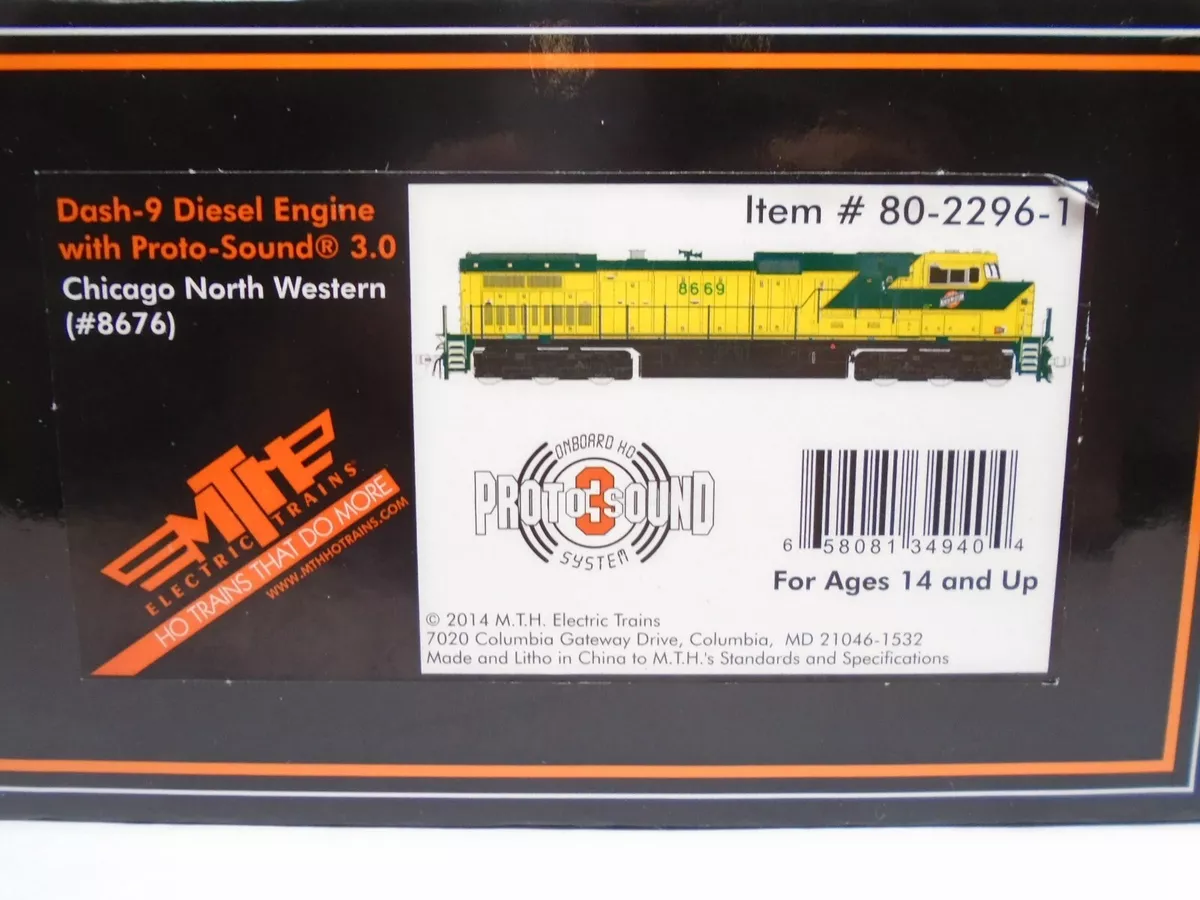 Dash-9 Diesel Engine
with Proto-Sound® 3.0
Chicago North Western
(#8676)
Item # 80-2296-1
8669
MTH
ELECTRIC TRAINS
HO TRAINS THAT DO MORE
WWW.MTHHOTRAINS.COM
ONBOARD HO
PROTO 3 SOUND
SYSTEM
6 58081 34940 4
For Ages 14 and Up
© 2014 M.T.H. Electric Trains
7020 Columbia Gateway Drive, Columbia, MD 21046-1532
Made and Litho in China to M.T.H.'s Standards and Specifications